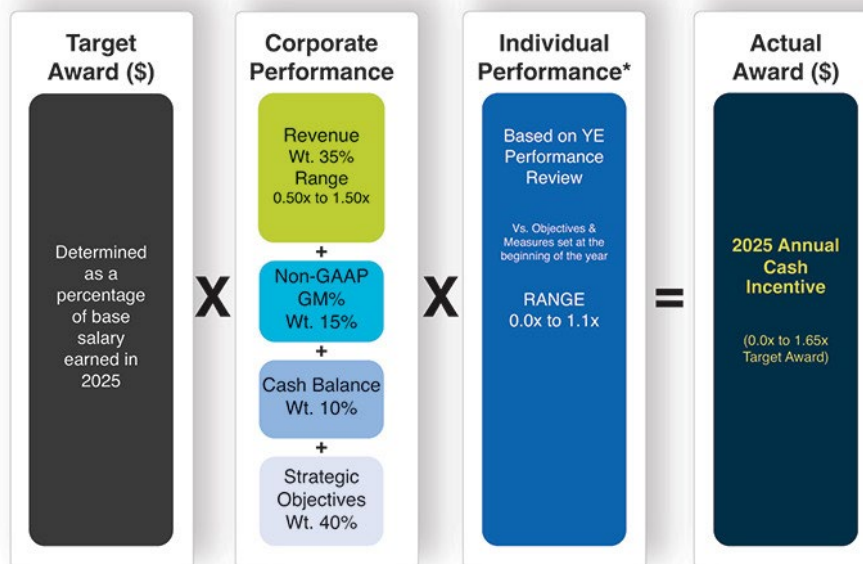 Target
Award ($)
Determined
as a
percentage
of base
salary
earned in
2025
X
Corporate
Performance
Revenue
Wt. 35%
Range
0.50x to 1.50x
+
Non-GAAP
GM%
Wt. 15%
+
Cash Balance
Wt. 10%
+
Strategic
Objectives
Wt. 40%
X
Individual
Performance*
Based on YE
Performance
Review
Vs. Objectives &
Measures set at the
beginning of the year
RANGE
0.0x to 1.1x
=
Actual
Award ($)
2025 Annual
Cash
Incentive
(0.0x to 1.65x
Target Award)